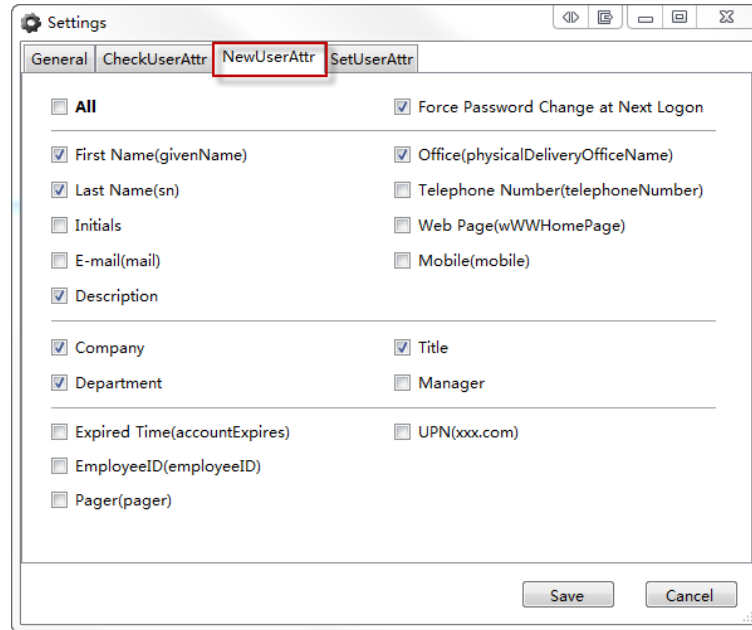 Settings
General CheckUserAttr NewUserAttr SetUserAttr
All Force Password Change at Next Logon
First Name(givenName) Office(physicalDeliveryOfficeName)
Last Name(sn) Telephone Number(telephoneNumber)
Initials Web Page(wWWHomePage)
E-mail(mail) Mobile(mobile)
Description
Company Title
Department Manager
Expired Time(accountExpires) UPN(xxx.com)
EmployeeID(employeeID)
Pager(pager)
Save Cancel